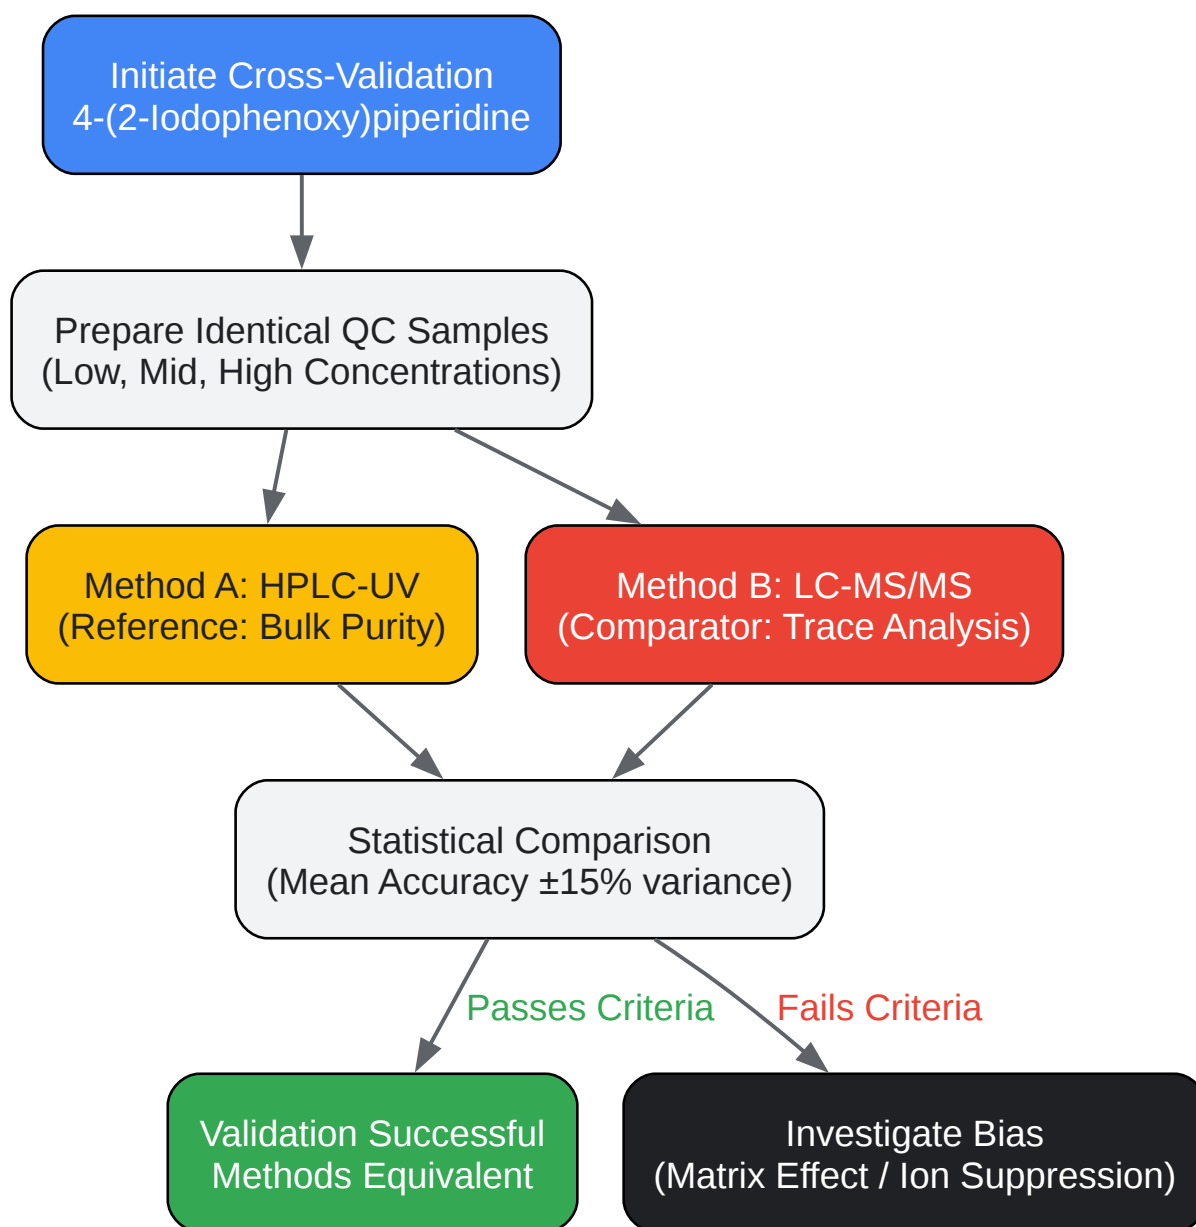 Initiate Cross-Validation
4-(2-Iodophenoxy)piperidine
Prepare Identical QC Samples
(Low, Mid, High Concentrations)
Method A: HPLC-UV
(Reference: Bulk Purity)
Method B: LC-MS/MS
(Comparator: Trace Analysis)
Statistical Comparison
(Mean Accuracy ±15% variance)
Passes Criteria
Fails Criteria
Validation Successful
Methods Equivalent
Investigate Bias
(Matrix Effect / Ion Suppression)